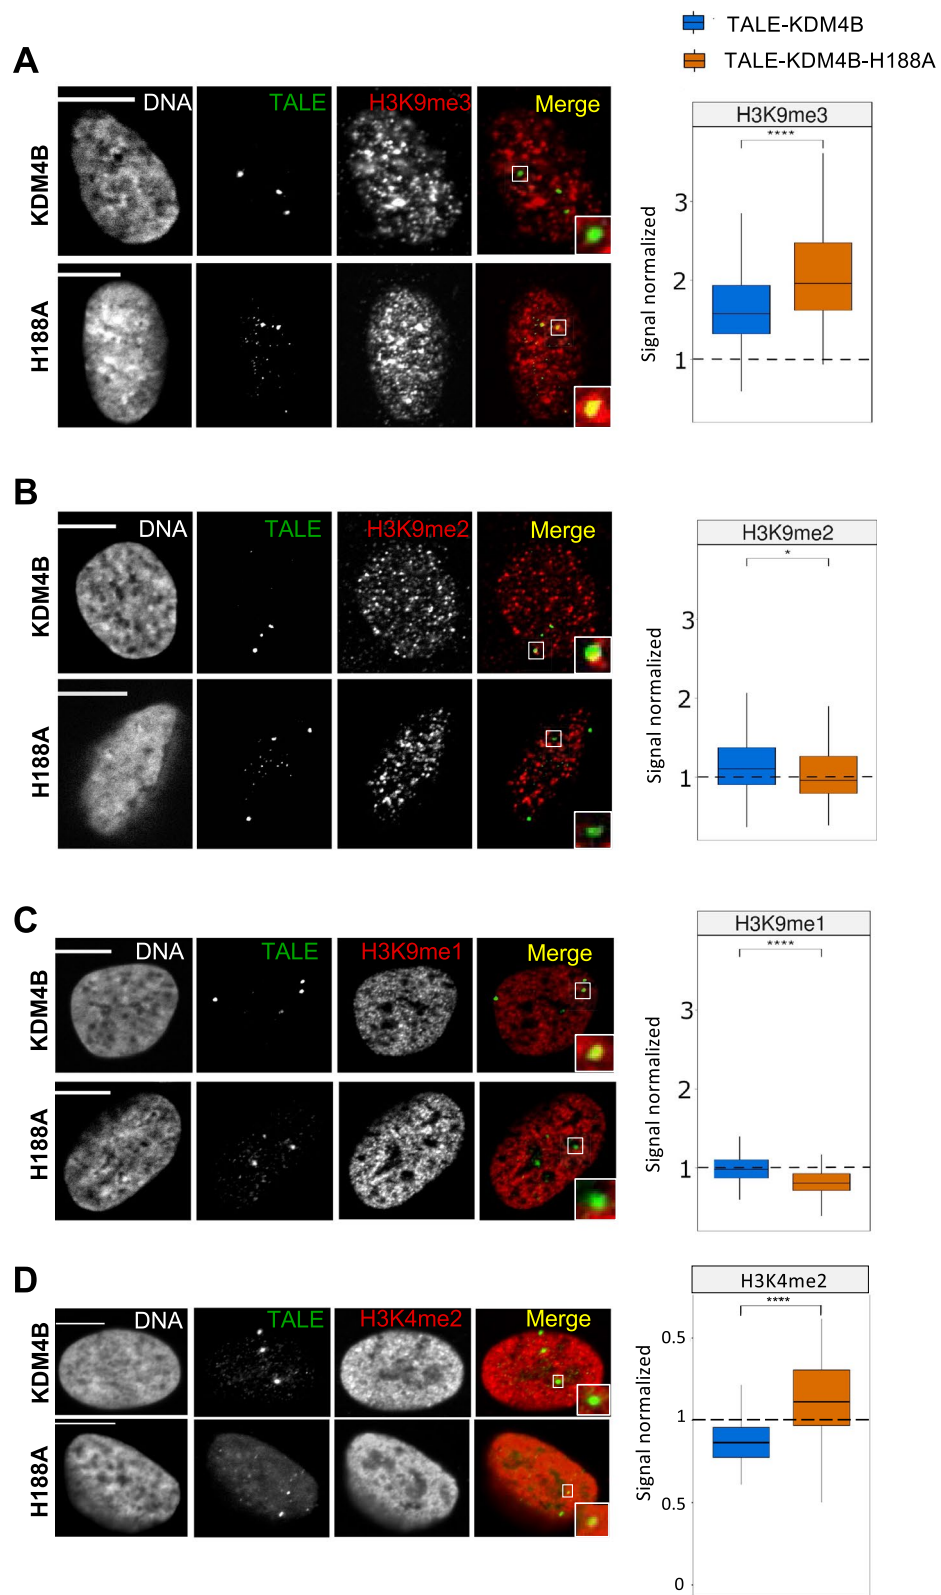 TALE-KDM4B
TALE-KDM4B-H188A
A
DNA TALE H3K9me3 Merge
KDM4B
H188A
H3K9me3
****
Signal normalized
3
2
1
B
DNA TALE H3K9me2 Merge
KDM4B
H188A
H3K9me2
*
Signal normalized
3
2
1
C
DNA TALE H3K9me1 Merge
KDM4B
H188A
H3K9me1
****
Signal normalized
3
2
1
D
DNA TALE H3K4me2 Merge
KDM4B
H188A
H3K4me2
****
Signal normalized
0.5
1
0.5
0